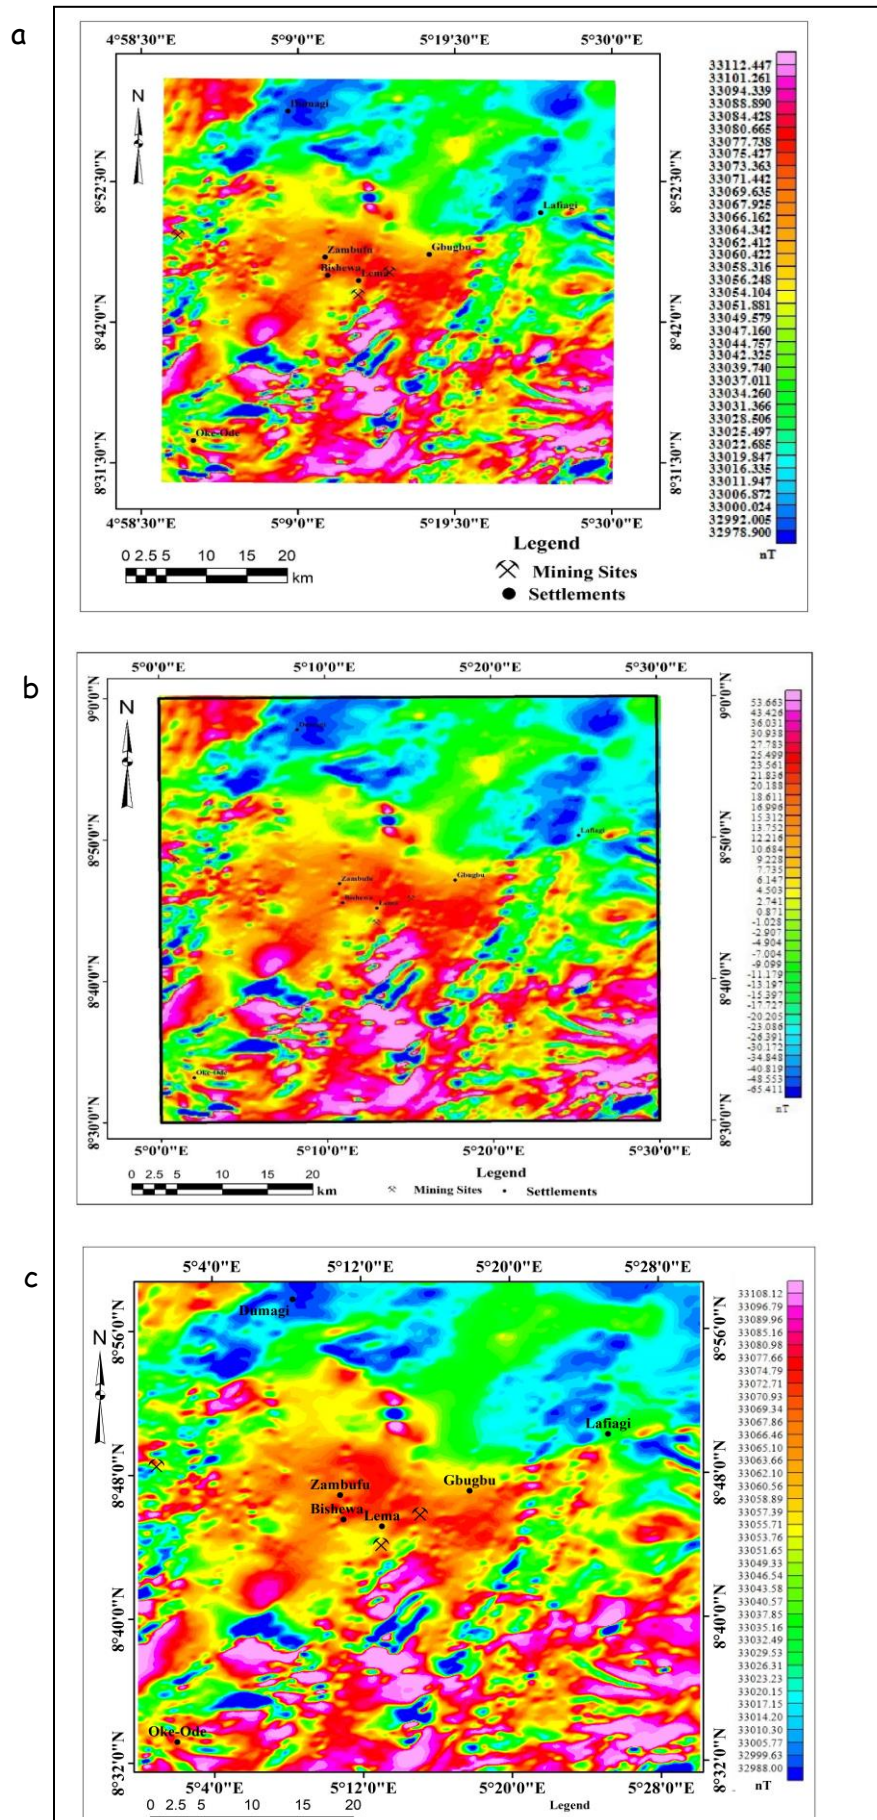 a
4°58'30"E 5°9'0"E 5°19'30"E 5°30'0"E
N
8°52'30"N 8°52'30"N
8°42'0"N 8°42'0"N
8°31'30"N 8°31'30"N
Dumagi
Lafiagi
Zambufu
Gbugbu
Bishewa
Lema
Oke-Ode
4°58'30"E 5°9'0"E 5°19'30"E 5°30'0"E
33112.447
33101.261
33094.339
33088.890
33084.428
33080.665
33077.738
33075.427
33073.363
33071.442
33069.635
33067.925
33066.162
33064.342
33062.412
33060.422
33058.316
33056.248
33054.104
33051.881
33049.579
33047.160
33044.757
33042.325
33039.740
33037.011
33034.260
33031.366
33028.506
33025.497
33022.685
33019.847
33016.335
33011.947
33006.872
33000.024
32992.005
32978.900
nT
0 2.5 5 10 15 20
km
Legend
Mining Sites
Settlements
b
5°0'0"E 5°10'0"E 5°20'0"E 5°30'0"E
N
9°0'0"N 9°0'0"N
8°50'0"N 8°50'0"N
8°40'0"N 8°40'0"N
8°30'0"N 8°30'0"N
Dumagi
Lafiagi
Zambufu
Gbugbu
Bishewa
Lema
Oke-Ode
5°0'0"E 5°10'0"E 5°20'0"E 5°30'0"E
53.663
43.426
36.031
30.938
27.783
25.499
23.561
21.836
20.188
18.611
16.996
15.312
13.752
12.216
10.684
9.228
7.735
6.147
4.503
2.741
0.871
-1.028
-2.907
-4.904
-7.004
-9.099
-11.179
-13.197
-15.397
-17.727
-20.205
-23.086
-26.391
-30.172
-34.848
-40.819
-48.553
-65.411
nT
0 2.5 5 10 15 20
km
Legend
Mining Sites
Settlements
c
5°4'0"E 5°12'0"E 5°20'0"E 5°28'0"E
N
8°56'0"N 8°56'0"N
8°48'0"N 8°48'0"N
8°40'0"N 8°40'0"N
8°32'0"N 8°32'0"N
Dumagi
Lafiagi
Zambufu
Gbugbu
Bishewa
Lema
Oke-Ode
5°4'0"E 5°12'0"E 5°20'0"E 5°28'0"E
33108.12
33096.79
33089.96
33085.16
33080.98
33077.66
33074.79
33072.71
33070.93
33069.34
33067.86
33066.46
33065.10
33063.66
33062.10
33060.56
33058.89
33057.39
33055.71
33053.76
33051.65
33049.33
33046.54
33043.58
33040.57
33037.85
33035.16
33032.49
33029.53
33026.31
33023.23
33020.15
33017.15
33014.20
33010.30
33005.77
32999.63
32988.00
nT
0 2.5 5 10 15 20
Legend